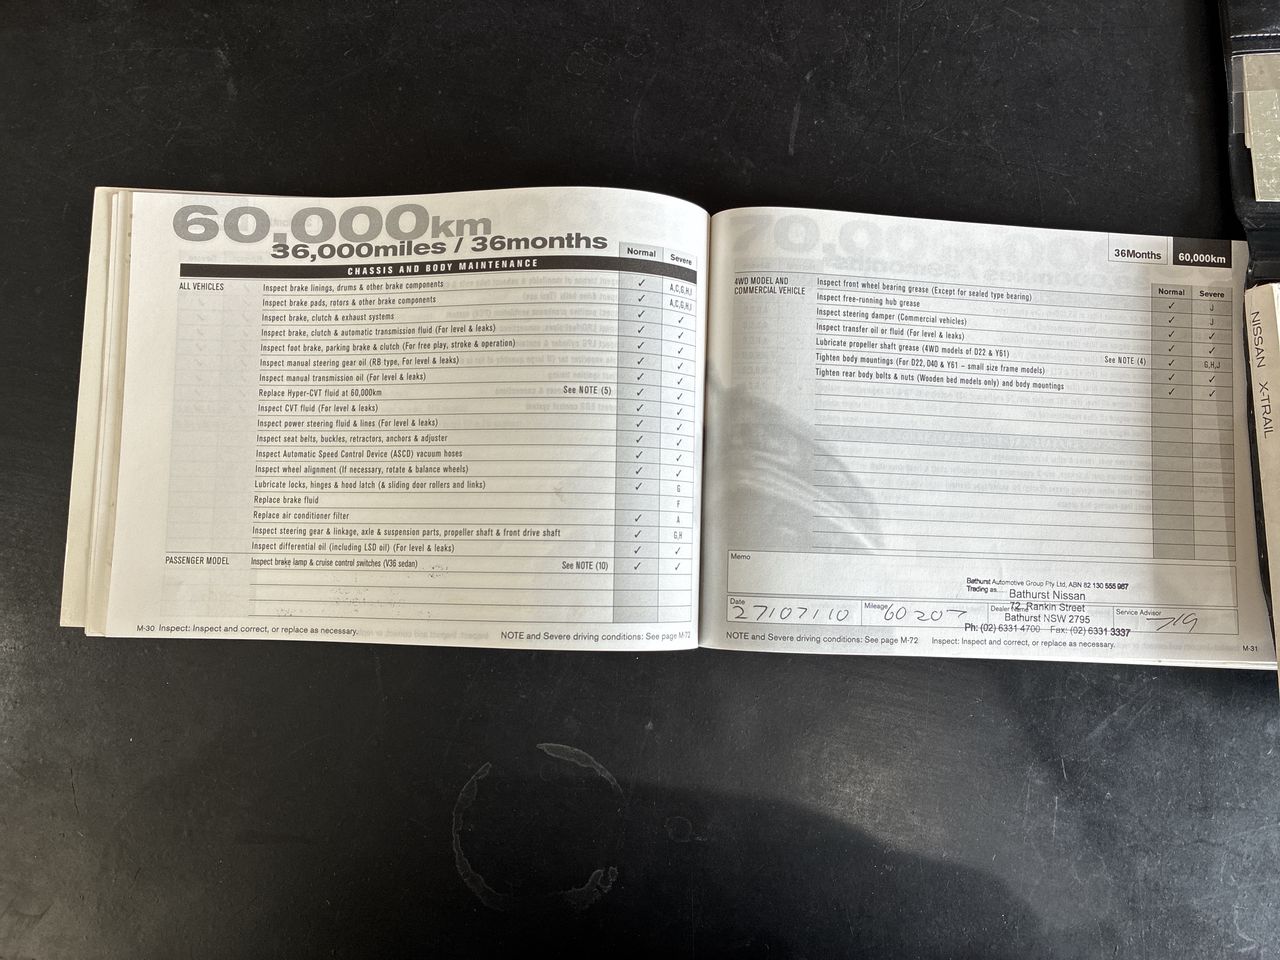 60,000km
36,000miles / 36months
Normal Severe
CHASSIS AND BODY MAINTENANCE
ALL VEHICLES Inspect brake linings, drums & other brake components ✓ A,C,G,H,I
Inspect brake pads, rotors & other brake components ✓ A,C,G,H,I
Inspect brake, clutch & exhaust systems ✓ ✓
Inspect brake, clutch & automatic transmission fluid (For level & leaks) ✓ ✓
Inspect foot brake, parking brake & clutch (For free play, stroke & operation) ✓ ✓
Inspect manual steering gear oil (RB type, For level & leaks) ✓ ✓
Inspect manual transmission oil (For level & leaks) ✓ ✓
Replace Hyper-CVT fluid at 60,000km See NOTE (5) ✓ ✓
Inspect CVT fluid (For level & leaks) ✓ ✓
Inspect power steering fluid & lines (For level & leaks) ✓ ✓
Inspect seat belts, buckles, retractors, anchors & adjuster ✓ ✓
Inspect Automatic Speed Control Device (ASCD) vacuum hoses ✓ ✓
Inspect wheel alignment (If necessary, rotate & balance wheels) ✓ ✓
Lubricate locks, hinges & hood latch (& sliding door rollers and links) ✓ G
Replace brake fluid F
Replace air conditioner filter ✓ A
Inspect steering gear & linkage, axle & suspension parts, propeller shaft & front drive shaft ✓ G,H
Inspect differential oil (including LSD oil) (For level & leaks) ✓ ✓
PASSENGER MODEL Inspect brake lamp & cruise control switches (V36 sedan) See NOTE (10) ✓ ✓
M-30 Inspect: Inspect and correct, or replace as necessary. NOTE and Severe driving conditions: See page M-72
36Months 60,000km
Normal Severe
4WD MODEL AND
COMMERCIAL VEHICLE
Inspect front wheel bearing grease (Except for sealed type bearing) ✓ J
Inspect free-running hub grease ✓ J
Inspect steering damper (Commercial vehicles) ✓ ✓
Inspect transfer oil or fluid (For level & leaks) ✓ ✓
Lubricate propeller shaft grease (4WD models of D22 & Y61) See NOTE (4) ✓ G,H,J
Tighten body mountings (For D22, D40 & Y61 – small size frame models) ✓ ✓
Tighten rear body bolts & nuts (Wooden bed models only) and body mountings ✓ ✓
Memo
Bathurst Automotive Group Pty Ltd, ABN 82 130 555 987
Trading as Bathurst Nissan
72 Rankin Street
Bathurst NSW 2795
Ph: (02) 6331 4700 Fax: (02) 6331 3337
Date 27/07/10 Mileage 60207 Dealer Name Service Advisor 719
NOTE and Severe driving conditions: See page M-72 Inspect: Inspect and correct, or replace as necessary. M-31
NISSAN X-TRAIL